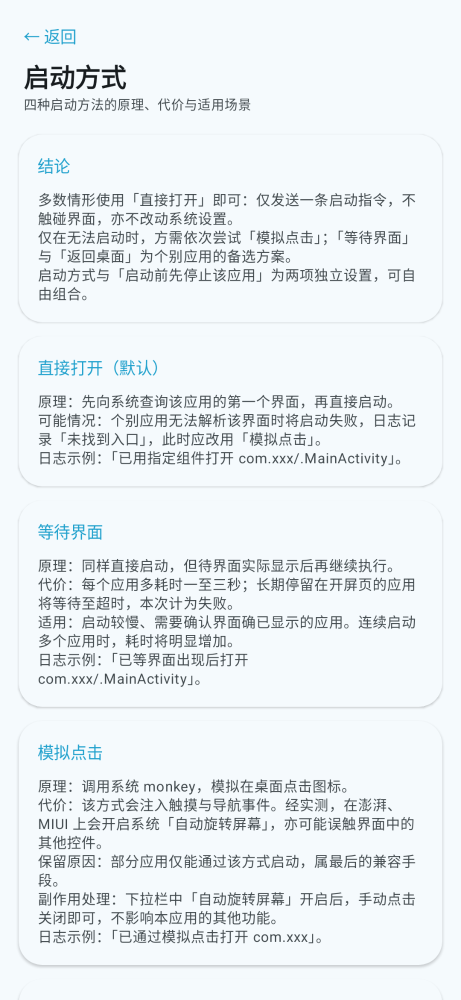 ← 返回
启动方式
四种启动方法的原理、代价与适用场景
结论
多数情形使用「直接打开」即可：仅发送一条启动指令，不
触碰界面，亦不改动系统设置。
仅在无法启动时，方需依次尝试「模拟点击」；「等待界面」
与「返回桌面」为个别应用的备选方案。
启动方式与「启动前先停止该应用」为两项独立设置，可自
由组合。
直接打开（默认）
原理：先向系统查询该应用的第一个界面，再直接启动。
可能情况：个别应用无法解析该界面时将启动失败，日志记
录「未找到入口」，此时应改用「模拟点击」。
日志示例：「已用指定组件打开 com.xxx/.MainActivity」。
等待界面
原理：同样直接启动，但待界面实际显示后再继续执行。
代价：每个应用多耗时一至三秒；长期停留在开屏页的应用
将等待至超时，本次计为失败。
适用：启动较慢、需要确认界面确已显示的应用。连续启动
多个应用时，耗时将明显增加。
日志示例：「已等界面出现后打开
com.xxx/.MainActivity」。
模拟点击
原理：调用系统 monkey，模拟在桌面点击图标。
代价：该方式会注入触摸与导航事件。经实测，在澎湃、
MIUI 上会开启系统「自动旋转屏幕」，亦可能误触界面中的
其他控件。
保留原因：部分应用仅能通过该方式启动，属最后的兼容手
段。
副作用处理：下拉栏中「自动旋转屏幕」开启后，手动点击
关闭即可，不影响本应用的其他功能。
日志示例：「已通过模拟点击打开 com.xxx」。